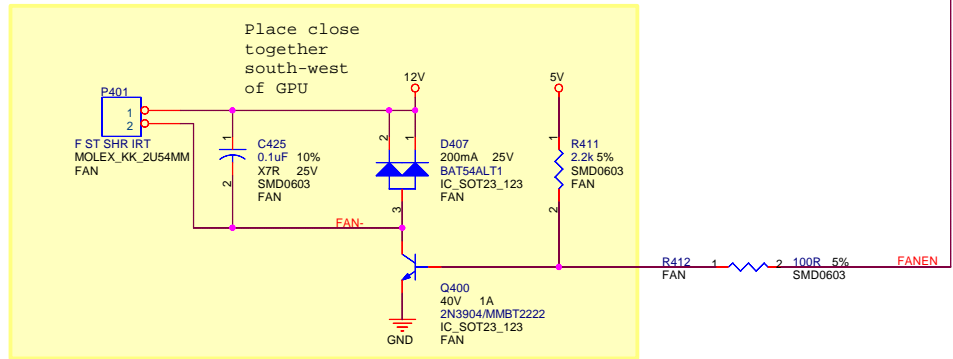 Place close
together
south-west
of GPU
12V
5V
P401
1
2
F ST SHR IRT
MOLEX_KK_2U54MM
FAN
1
2
C425
0.1uF 10%
X7R 25V
SMD0603
FAN
2
1
3
D407
200mA 25V
BAT54ALT1
IC_SOT23_123
FAN
1
2
R411
2.2k 5%
SMD0603
FAN
FAN-
Q400
40V 1A
2N3904/MMBT2222
IC_SOT23_123
FAN
GND
R412
FAN
1
2
100R 5%
SMD0603
FANEN